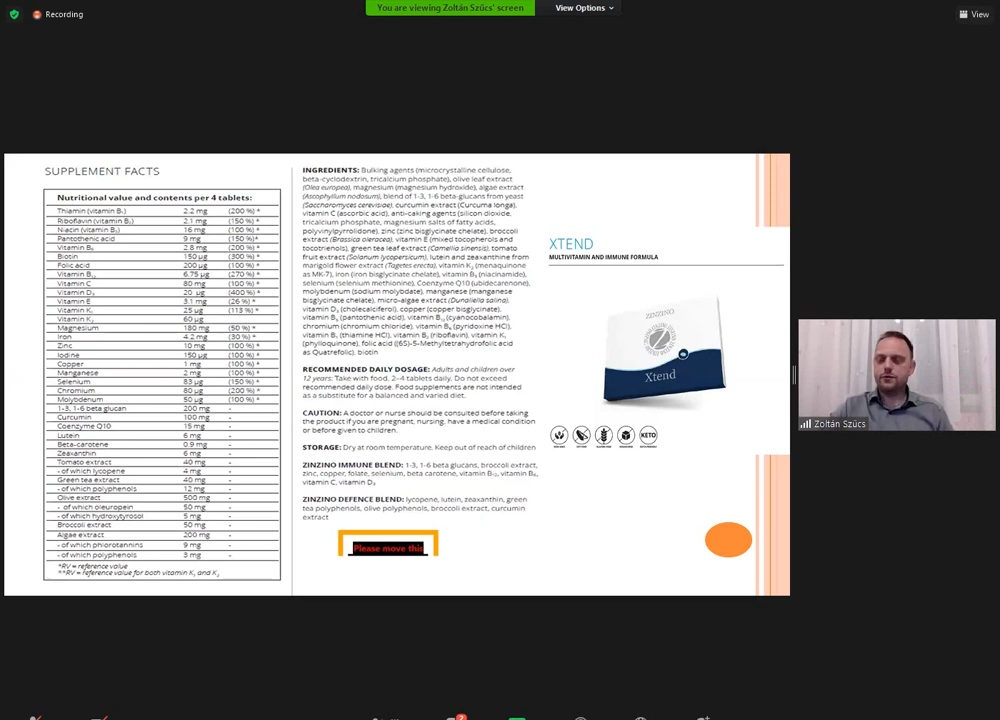 Recording
You are viewing Zoltán Szűcs' screen
View Options
View
SUPPLEMENT FACTS
Nutritional value and contents per 4 tablets:
Thiamin (vitamin B₁) 2.2 mg (200 %) *
Riboflavin (vitamin B₂) 2.1 mg (150 %) *
Niacin (vitamin B₃) 16 mg (100 %) *
Pantothenic acid 9 mg (150 %)*
Vitamin B₆ 2.8 mg (200 %) *
Biotin 150 µg (300 %) *
Folic acid 200 µg (100 %) *
Vitamin B₁₂ 6.75 µg (270 %) *
Vitamin C 80 mg (100 %) *
Vitamin D₃ 20 µg (400 %) *
Vitamin E 3.1 mg (26 %) *
Vitamin K₁ 25 µg (113 %) *
Vitamin K₂ 60 µg
Magnesium 180 mg (50 %) *
Iron 4.2 mg (30 %) *
Zinc 10 mg (100 %) *
Iodine 150 µg (100 %) *
Copper 1 mg (100 %) *
Manganese 2 mg (100 %) *
Selenium 83 µg (150 %) *
Chromium 80 µg (200 %) *
Molybdenum 50 µg (100 %) *
1-3, 1-6 beta glucan 200 mg -
Curcumin 100 mg -
Coenzyme Q10 15 mg -
Lutein 6 mg -
Beta-carotene 0.9 mg -
Zeaxanthin 6 mg -
Tomato extract 40 mg -
- of which lycopene 4 mg -
Green tea extract 40 mg -
- of which polyphenols 12 mg -
Olive extract 500 mg -
- of which oleuropein 50 mg -
- of which hydroxytyrosol 5 mg -
Broccoli extract 50 mg -
Algae extract 200 mg -
- of which phlorotannins 9 mg -
- of which polyphenols 3 mg -
*RV = reference value
**RV = reference value for both vitamin K₁ and K₂
INGREDIENTS: Bulking agents (microcrystalline cellulose,
beta-cyclodextrin, tricalcium phosphate), olive leaf extract
(Olea europea), magnesium (magnesium hydroxide), algae extract
(Ascophyllum nodosum), blend of 1-3, 1-6 beta-glucans from yeast
(Saccharomyces cerevisiae), curcumin extract (Curcuma longa),
vitamin C (ascorbic acid), anti-caking agents (silicon dioxide,
tricalcium phosphate, magnesium salts of fatty acids,
polyvinylpyrrolidone), zinc (zinc bisglycinate chelate), broccoli
extract (Brassica oleracea), vitamin E (mixed tocopherols and
tocotrienols), green tea leaf extract (Camellia sinensis), tomato
fruit extract (Solanum lycopersicum), lutein and zeaxanthine from
marigold flower extract (Tagetes erecta), vitamin K₂ (menaquinone
as MK-7), iron (iron bisglycinate chelate), vitamin B₃ (niacinamide),
selenium (selenium methionine), Coenzyme Q10 (ubidecarenone),
molybdenum (sodium molybdate), manganese (manganese
bisglycinate chelate), micro-algae extract (Dunaliella salina),
vitamin D₃ (cholecalciferol), copper (copper bisglycinate),
vitamin B₅ (pantothenic acid), vitamin B₁₂ (cyanocobalamin),
chromium (chromium chloride), vitamin B₆ (pyridoxine HCl),
vitamin B₁ (thiamine HCl), vitamin B₂ (riboflavin), vitamin K₁
(phylloquinone), folic acid ((6S)-5-Methyltetrahydrofolic acid
as Quatrefolic), biotin
RECOMMENDED DAILY DOSAGE: Adults and children over
12 years: Take with food, 2–4 tablets daily. Do not exceed
recommended daily dose. Food supplements are not intended
as a substitute for a balanced and varied diet.
CAUTION: A doctor or nurse should be consulted before taking
the product if you are pregnant, nursing, have a medical condition
or before given to children.
STORAGE: Dry at room temperature. Keep out of reach of children
ZINZINO IMMUNE BLEND: 1-3, 1-6 beta glucans, broccoli extract,
zinc, copper, folate, selenium, beta carotene, vitamin B₁₂, vitamin B₆,
vitamin C, vitamin D₃
ZINZINO DEFENCE BLEND: lycopene, lutein, zeaxanthin, green
tea polyphenols, olive polyphenols, broccoli extract, curcumin
extract
Please move this
XTEND
MULTIVITAMIN AND IMMUNE FORMULA
ZINZINO
Xtend
KETO
Zoltán Szűcs
2